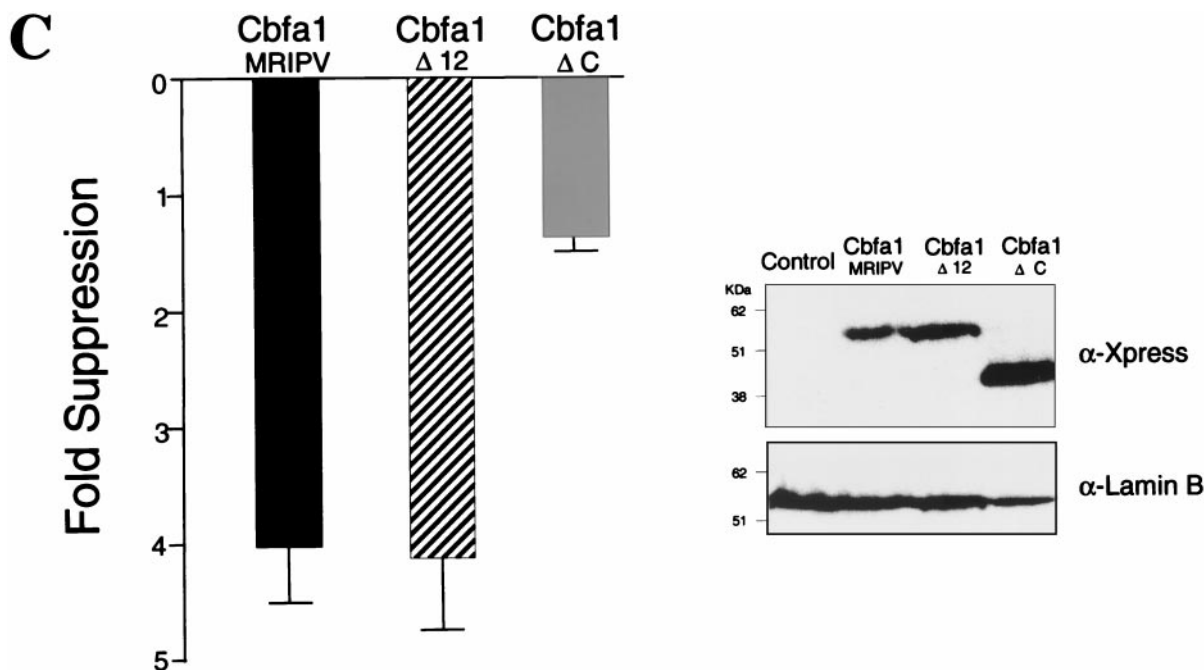 C
Cbfa1 Cbfa1 Cbfa1
MRIPV Δ 12 Δ C
0
1
2
3
4
5
Fold Suppression
Control Cbfa1 Cbfa1 Cbfa1
MRIPV Δ 12 Δ C
KDa
62
51
38
α-Xpress
62
51
α-Lamin B